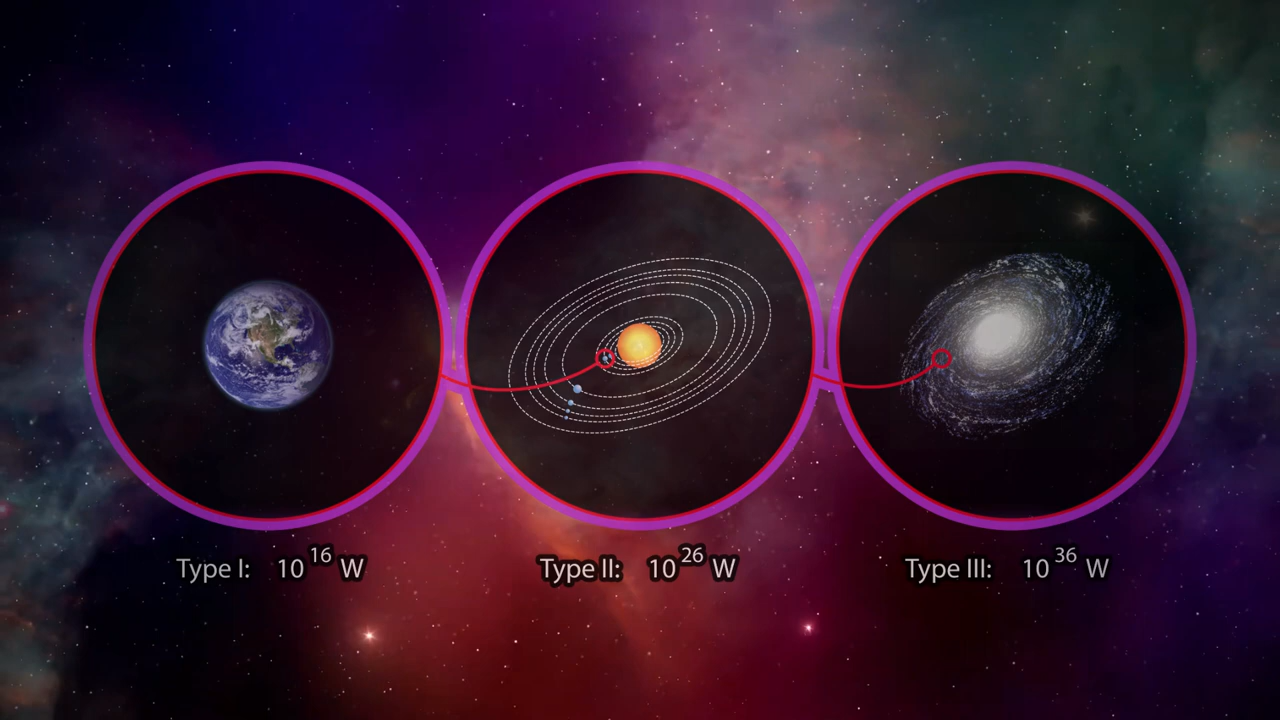 Type I: 10¹⁶ W
Type II: 10²⁶ W
Type III: 10³⁶ W